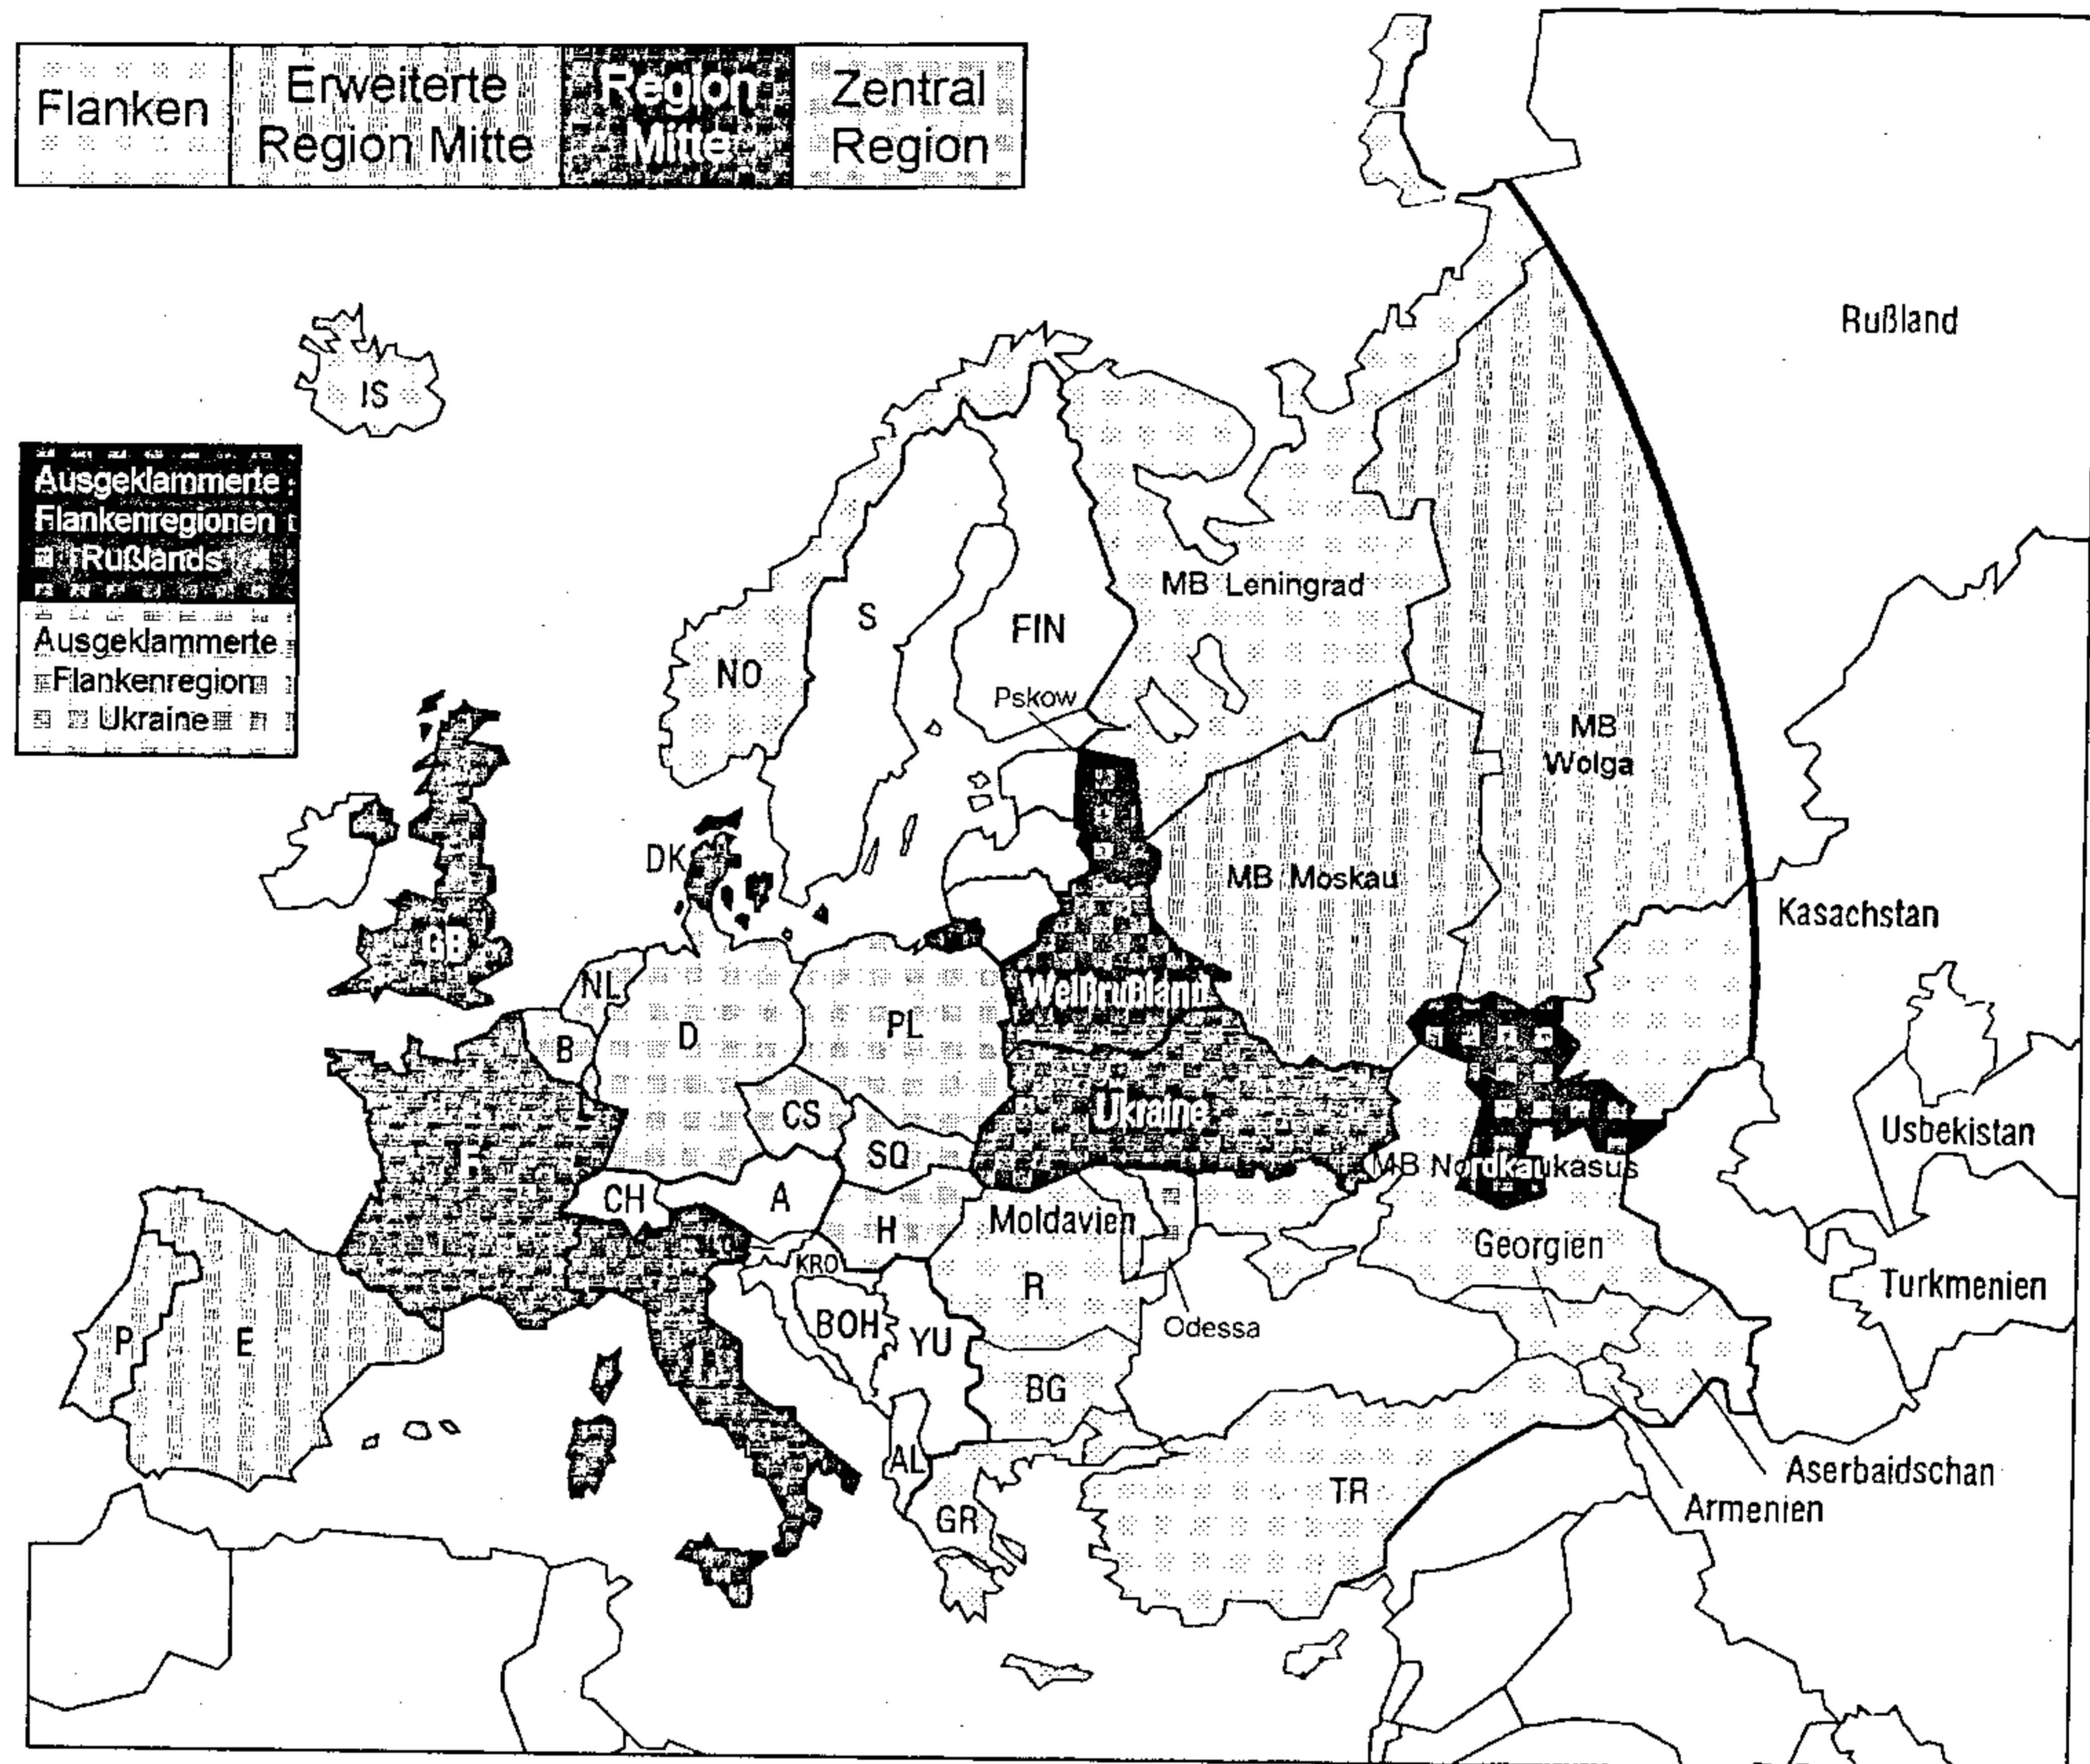 Flanken
Erweiterte
Region Mitte
Region
Mitte
Zentral
Region
Rußland
IS
Ausgeklammerte
Flankenregionen
Rußlands
Ausgeklammerte
Flankenregion
Ukraine
MB Leningrad
S
FIN
NO
Pskow
MB
Wolga
DK
MB Moskau
Kasachstan
GB
NL
Weißrußland
D
PL
B
CS
Ukraine
Usbekistan
F
SQ
MB Nordkaukasus
CH
A
H
Moldavien
Georgien
KRO
R
Turkmenien
P
E
BOH
YU
Odessa
I
BG
AL
Aserbaidschan
TR
Armenien
GR